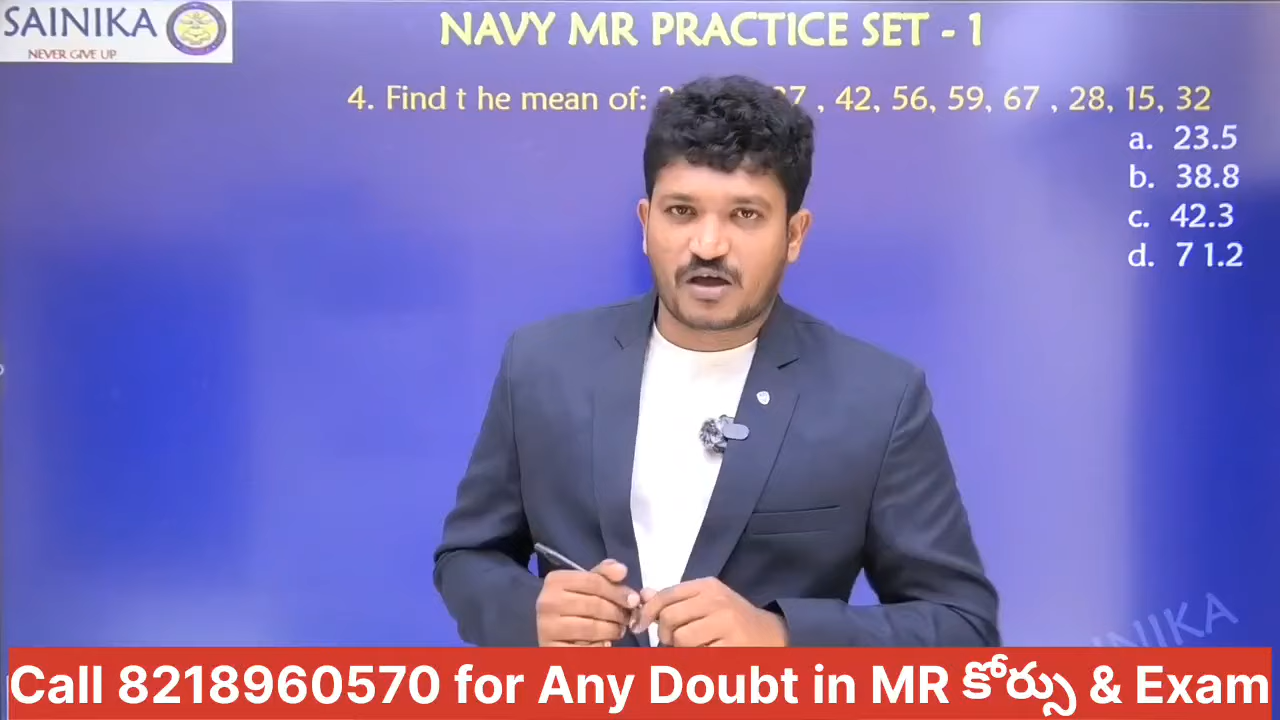 SAINIKA
NEVER GIVE UP
NAVY MR PRACTICE SET - 1
4. Find t he mean of: , 42, 56, 59, 67 , 28, 15, 32
a. 23.5
b. 38.8
c. 42.3
d. 7 1.2
Call 8218960570 for Any Doubt in MR కోర్సు & Exam